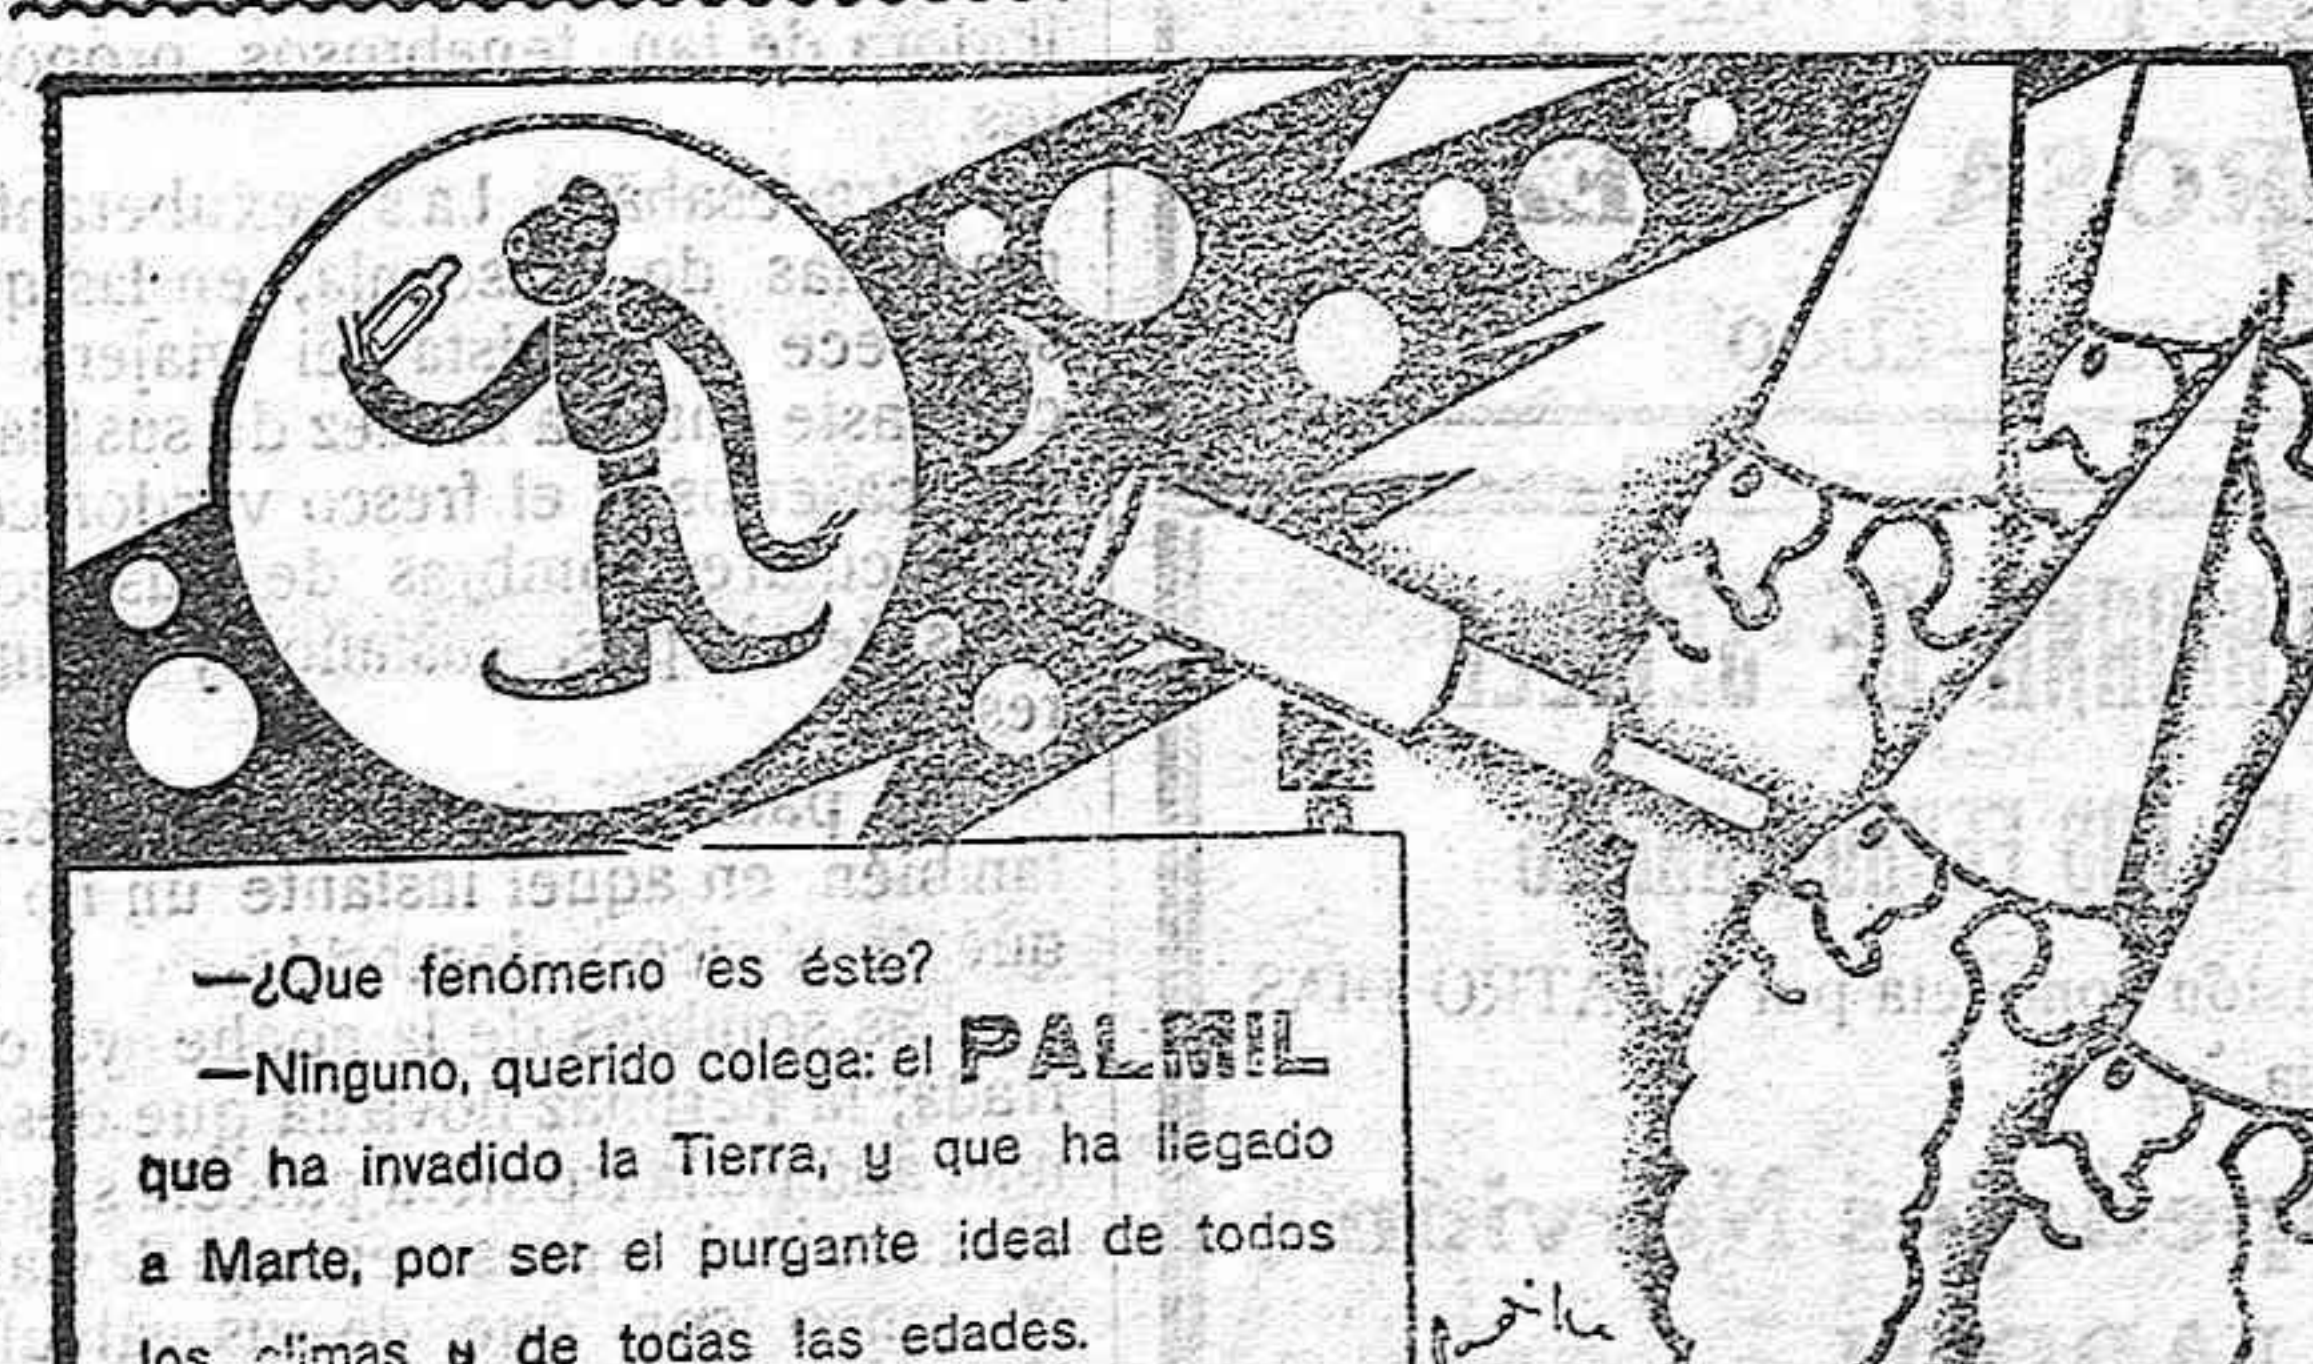 —¿Que fenómeno es éste?
—Ninguno, querido colega: el PALMIL
que ha invadido la Tierra, y que ha llegado
a Marte, por ser el purgante ideal de todos
los climas y de todas las edades.